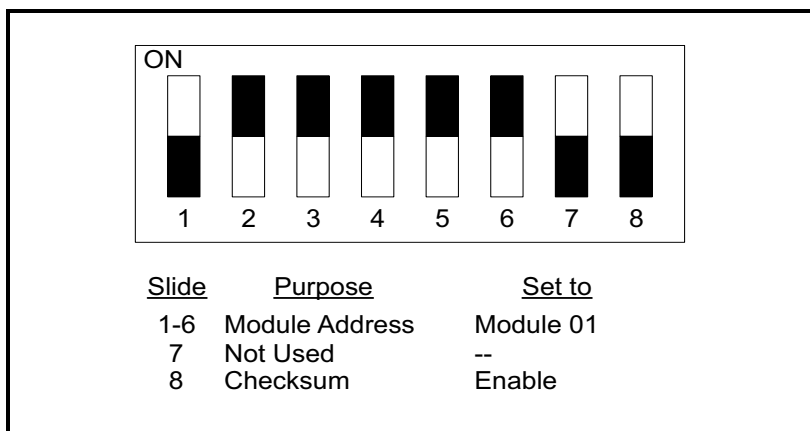 ON
1 2 3 4 5 6 7 8
Slide Purpose Set to
1-6 Module Address Module 01
7 Not Used --
8 Checksum Enable